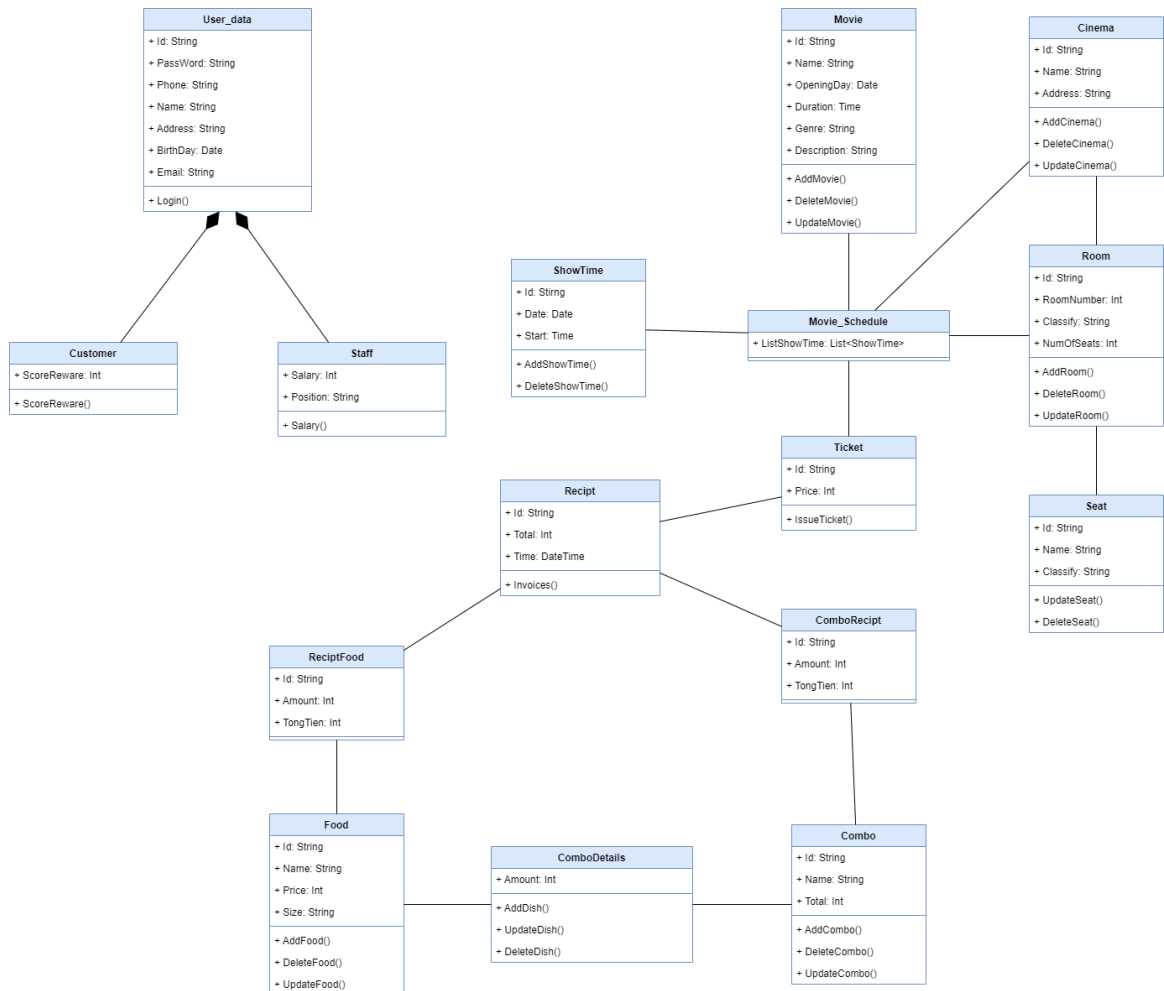 User_data
+ Id: String
+ PassWord: String
+ Phone: String
+ Name: String
+ Address: String
+ BirthDay: Date
+ Email: String
+ Login()
Movie
+ Id: String
+ Name: String
+ OpeningDay: Date
+ Duration: Time
+ Genre: String
+ Description: String
+ AddMovie()
+ DeleteMovie()
+ UpdateMovie()
Cinema
+ Id: String
+ Name: String
+ Address: String
+ AddCinema()
+ DeleteCinema()
+ UpdateCinema()
ShowTime
+ Id: Stirng
+ Date: Date
+ Start: Time
+ AddShowTime()
+ DeleteShowTime()
Movie_Schedule
+ ListShowTime: List<ShowTime>
Room
+ Id: String
+ RoomNumber: Int
+ Classify: String
+ NumOfSeats: Int
+ AddRoom()
+ DeleteRoom()
+ UpdateRoom()
Customer
+ ScoreReware: Int
+ ScoreReware()
Staff
+ Salary: Int
+ Position: String
+ Salary()
Ticket
+ Id: String
+ Price: Int
+ IssueTicket()
Recipt
+ Id: String
+ Total: Int
+ Time: DateTime
+ Invoices()
Seat
+ Id: String
+ Name: String
+ Classify: String
+ UpdateSeat()
+ DeleteSeat()
ReciptFood
+ Id: String
+ Amount: Int
+ TongTien: Int
ComboRecipt
+ Id: String
+ Amount: Int
+ TongTien: Int
Food
+ Id: String
+ Name: String
+ Price: Int
+ Size: String
+ AddFood()
+ DeleteFood()
+ UpdateFood()
ComboDetails
+ Amount: Int
+ AddDish()
+ UpdateDish()
+ DeleteDish()
Combo
+ Id: String
+ Name: String
+ Total: Int
+ AddCombo()
+ DeleteCombo()
+ UpdateCombo()